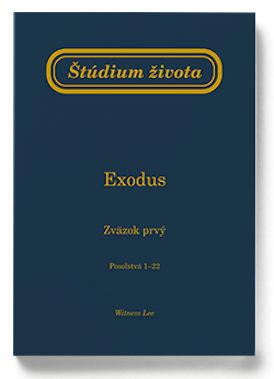 Štúdium života
Exodus
Zväzok prvý
Posolstvá 1–22
Witness Lee